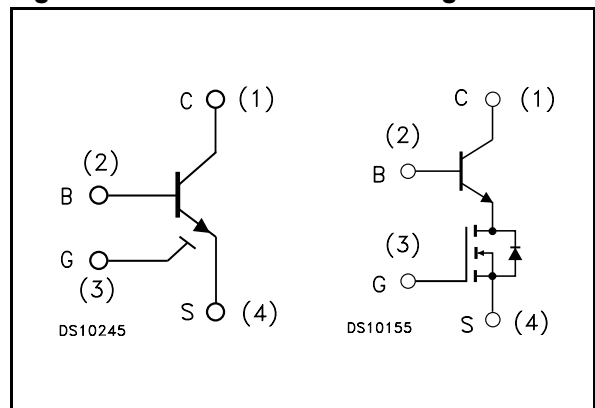 C (1)
(2)
B
G
(3)
S (4)
DS10245
C (1)
(2)
B
(3)
G
S (4)
DS10155